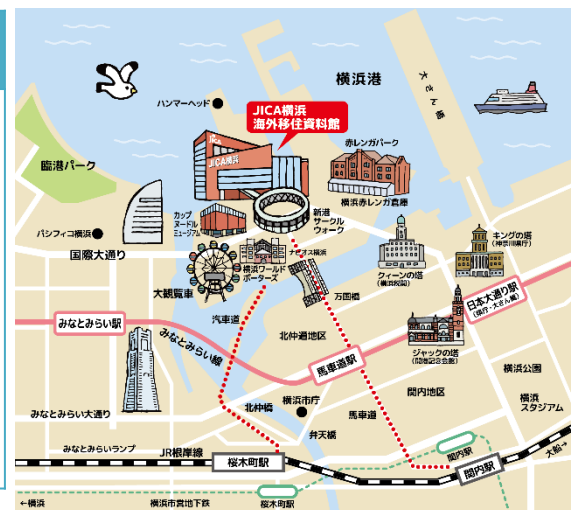 横浜港
大さん橋
ハンマーヘッド
JICA横浜
海外移住資料館
赤レンガパーク
JICA
JICA横浜
臨港パーク
横浜赤レンガ倉庫
カップ
ヌードル
ミュージアム
新港
サークル
ウォーク
パシフィコ横浜
国際大通り
キングの塔
(神奈川県庁)
クィーンの塔
(横浜税関)
ナビオス横浜
横浜ワールド
ポーターズ
大観覧車
万国橋
日本大通り駅
(県庁・大さん橋)
汽車道
みなとみらい駅
みなとみらい線
北仲通地区
ジャックの塔
(開港記念会館)
馬車道駅
横浜公園
北仲橋
横浜市庁
馬車道
関内地区
横浜
スタジアム
みなとみらい大通り
弁天橋
みなとみらいランプ
JR根岸線
桜木町駅
関内駅
関内駅
大船→
←横浜
横浜市営地下鉄
桜木町駅